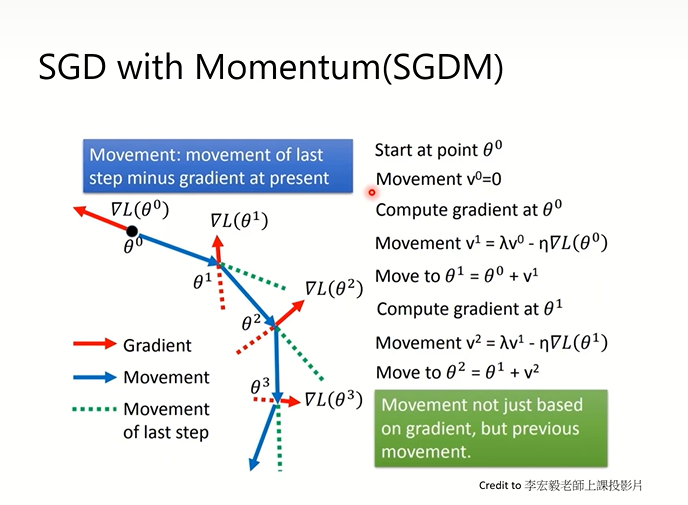 SGD with Momentum(SGDM)
Movement: movement of last
step minus gradient at present
∇L(θ⁰)
θ⁰
∇L(θ¹)
θ¹
∇L(θ²)
θ²
θ³
∇L(θ³)
Gradient
Movement
Movement
of last step
Start at point θ⁰
Movement v⁰=0
Compute gradient at θ⁰
Movement v¹ = λv⁰ - η∇L(θ⁰)
Move to θ¹ = θ⁰ + v¹
Compute gradient at θ¹
Movement v² = λv¹ - η∇L(θ¹)
Move to θ² = θ¹ + v²
Movement not just based
on gradient, but previous
movement.
Credit to 李宏毅老師上課投影片